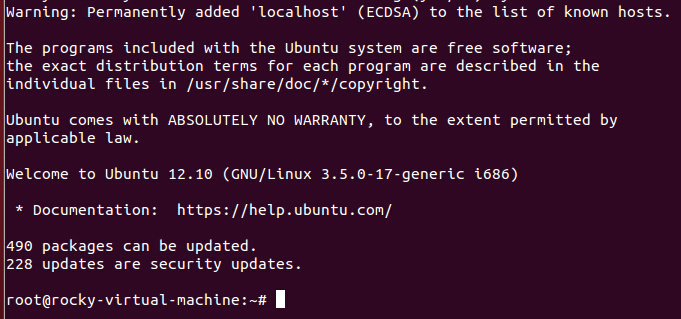 Warning: Permanently added 'localhost' (ECDSA) to the list of known hosts.
The programs included with the Ubuntu system are free software;
the exact distribution terms for each program are described in the
individual files in /usr/share/doc/*/copyright.
Ubuntu comes with ABSOLUTELY NO WARRANTY, to the extent permitted by
applicable law.
Welcome to Ubuntu 12.10 (GNU/Linux 3.5.0-17-generic i686)
* Documentation:  https://help.ubuntu.com/
490 packages can be updated.
228 updates are security updates.
root@rocky-virtual-machine:~#